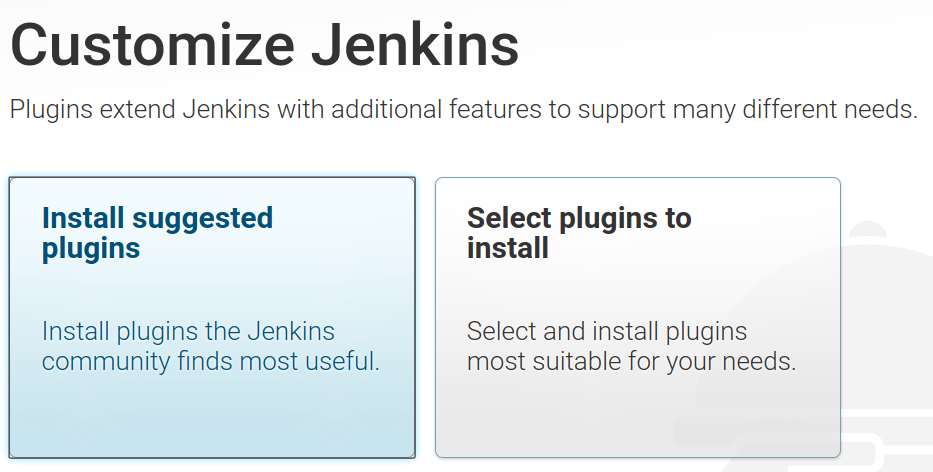 Customize Jenkins
Plugins extend Jenkins with additional features to support many different needs.
Install suggested
plugins
Install plugins the Jenkins
community finds most useful.
Select plugins to
install
Select and install plugins
most suitable for your needs.